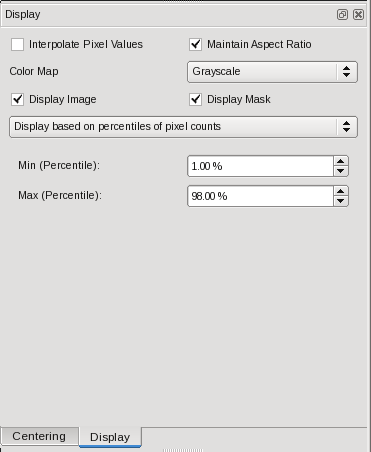 Display
Interpolate Pixel Values Maintain Aspect Ratio
Color Map Grayscale
Display Image Display Mask
Display based on percentiles of pixel counts
Min (Percentile): 1.00 %
Max (Percentile): 98.00 %
Centering Display